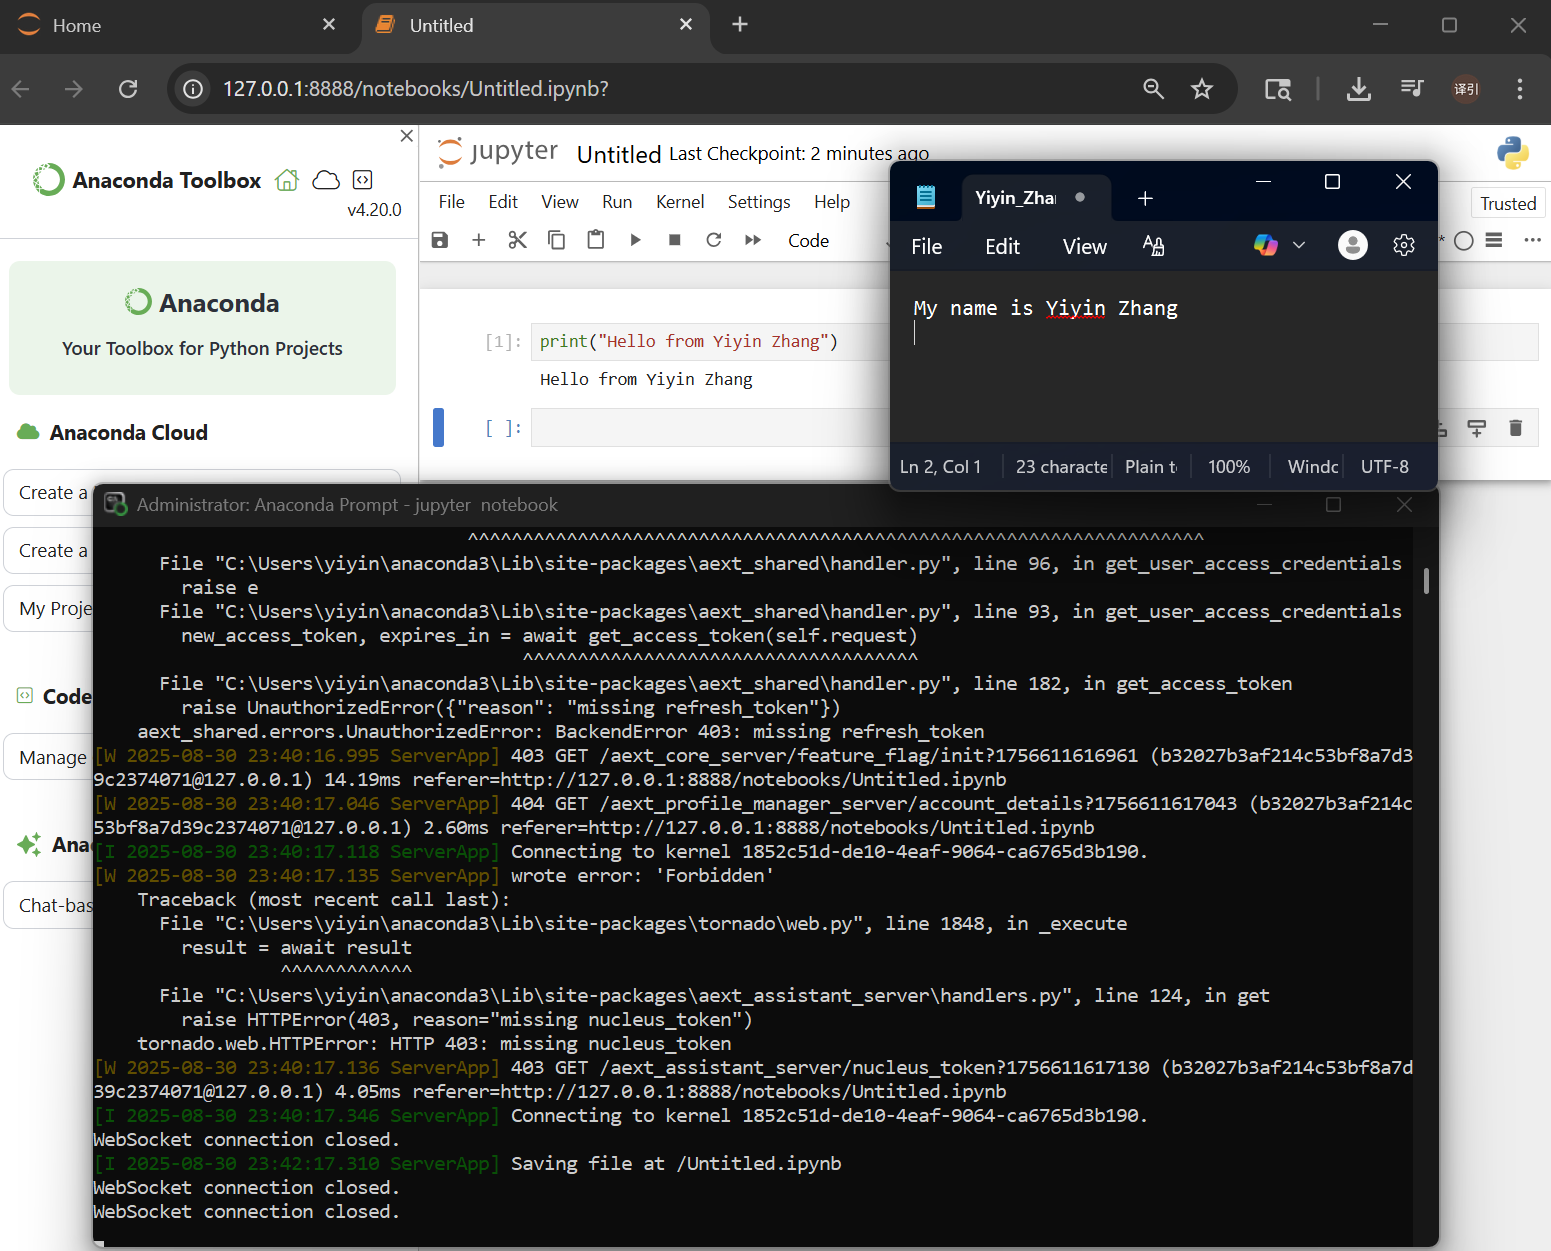 Home
Untitled
127.0.0.1:8888/notebooks/Untitled.ipynb?
译引
Anaconda Toolbox
v4.20.0
Anaconda
Your Toolbox for Python Projects
Anaconda Cloud
Create a
Create a
My Proje
Code
Manage
Anac
Chat-bas
jupyter Untitled Last Checkpoint: 2 minutes ago
File Edit View Run Kernel Settings Help
Trusted
Code
[1]: print("Hello from Yiyin Zhang")
Hello from Yiyin Zhang
[ ]:
Yiyin_Zha
File Edit View
My name is Yiyin Zhang
Ln 2, Col 1 23 characte Plain t 100% Windo UTF-8
Administrator: Anaconda Prompt - jupyter  notebook
^^^^^^^^^^^^^^^^^^^^^^^^^^^^^^^^^^^^^^^^^^^^^^^^^^^^^^^^^^^^^^^^^^^
File "C:\Users\yiyin\anaconda3\Lib\site-packages\aext_shared\handler.py", line 96, in get_user_access_credentials
raise e
File "C:\Users\yiyin\anaconda3\Lib\site-packages\aext_shared\handler.py", line 93, in get_user_access_credentials
new_access_token, expires_in = await get_access_token(self.request)
^^^^^^^^^^^^^^^^^^^^^^^^^^^^^^^^^^^^
File "C:\Users\yiyin\anaconda3\Lib\site-packages\aext_shared\handler.py", line 182, in get_access_token
raise UnauthorizedError({"reason": "missing refresh_token"})
aext_shared.errors.UnauthorizedError: BackendError 403: missing refresh_token
[W 2025-08-30 23:40:16.995 ServerApp] 403 GET /aext_core_server/feature_flag/init?1756611616961 (b32027b3af214c53bf8a7d3
9c2374071@127.0.0.1) 14.19ms referer=http://127.0.0.1:8888/notebooks/Untitled.ipynb
[W 2025-08-30 23:40:17.046 ServerApp] 404 GET /aext_profile_manager_server/account_details?1756611617043 (b32027b3af214c
53bf8a7d39c2374071@127.0.0.1) 2.60ms referer=http://127.0.0.1:8888/notebooks/Untitled.ipynb
[I 2025-08-30 23:40:17.118 ServerApp] Connecting to kernel 1852c51d-de10-4eaf-9064-ca6765d3b190.
[W 2025-08-30 23:40:17.135 ServerApp] wrote error: 'Forbidden'
Traceback (most recent call last):
File "C:\Users\yiyin\anaconda3\Lib\site-packages\tornado\web.py", line 1848, in _execute
result = await result
^^^^^^^^^^^^
File "C:\Users\yiyin\anaconda3\Lib\site-packages\aext_assistant_server\handlers.py", line 124, in get
raise HTTPError(403, reason="missing nucleus_token")
tornado.web.HTTPError: HTTP 403: missing nucleus_token
[W 2025-08-30 23:40:17.136 ServerApp] 403 GET /aext_assistant_server/nucleus_token?1756611617130 (b32027b3af214c53bf8a7d
39c2374071@127.0.0.1) 4.05ms referer=http://127.0.0.1:8888/notebooks/Untitled.ipynb
[I 2025-08-30 23:40:17.346 ServerApp] Connecting to kernel 1852c51d-de10-4eaf-9064-ca6765d3b190.
WebSocket connection closed.
[I 2025-08-30 23:42:17.310 ServerApp] Saving file at /Untitled.ipynb
WebSocket connection closed.
WebSocket connection closed.